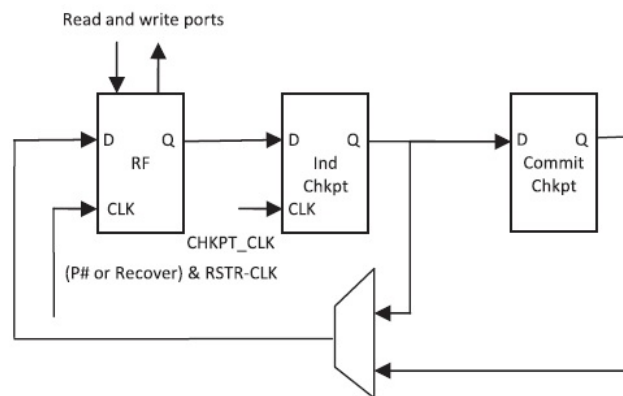 Read and write ports
D Q
RF
CLK
D Q
Ind
Chkpt
CLK
D Q
Commit
Chkpt
CHKPT_CLK
(P# or Recover) & RSTR-CLK